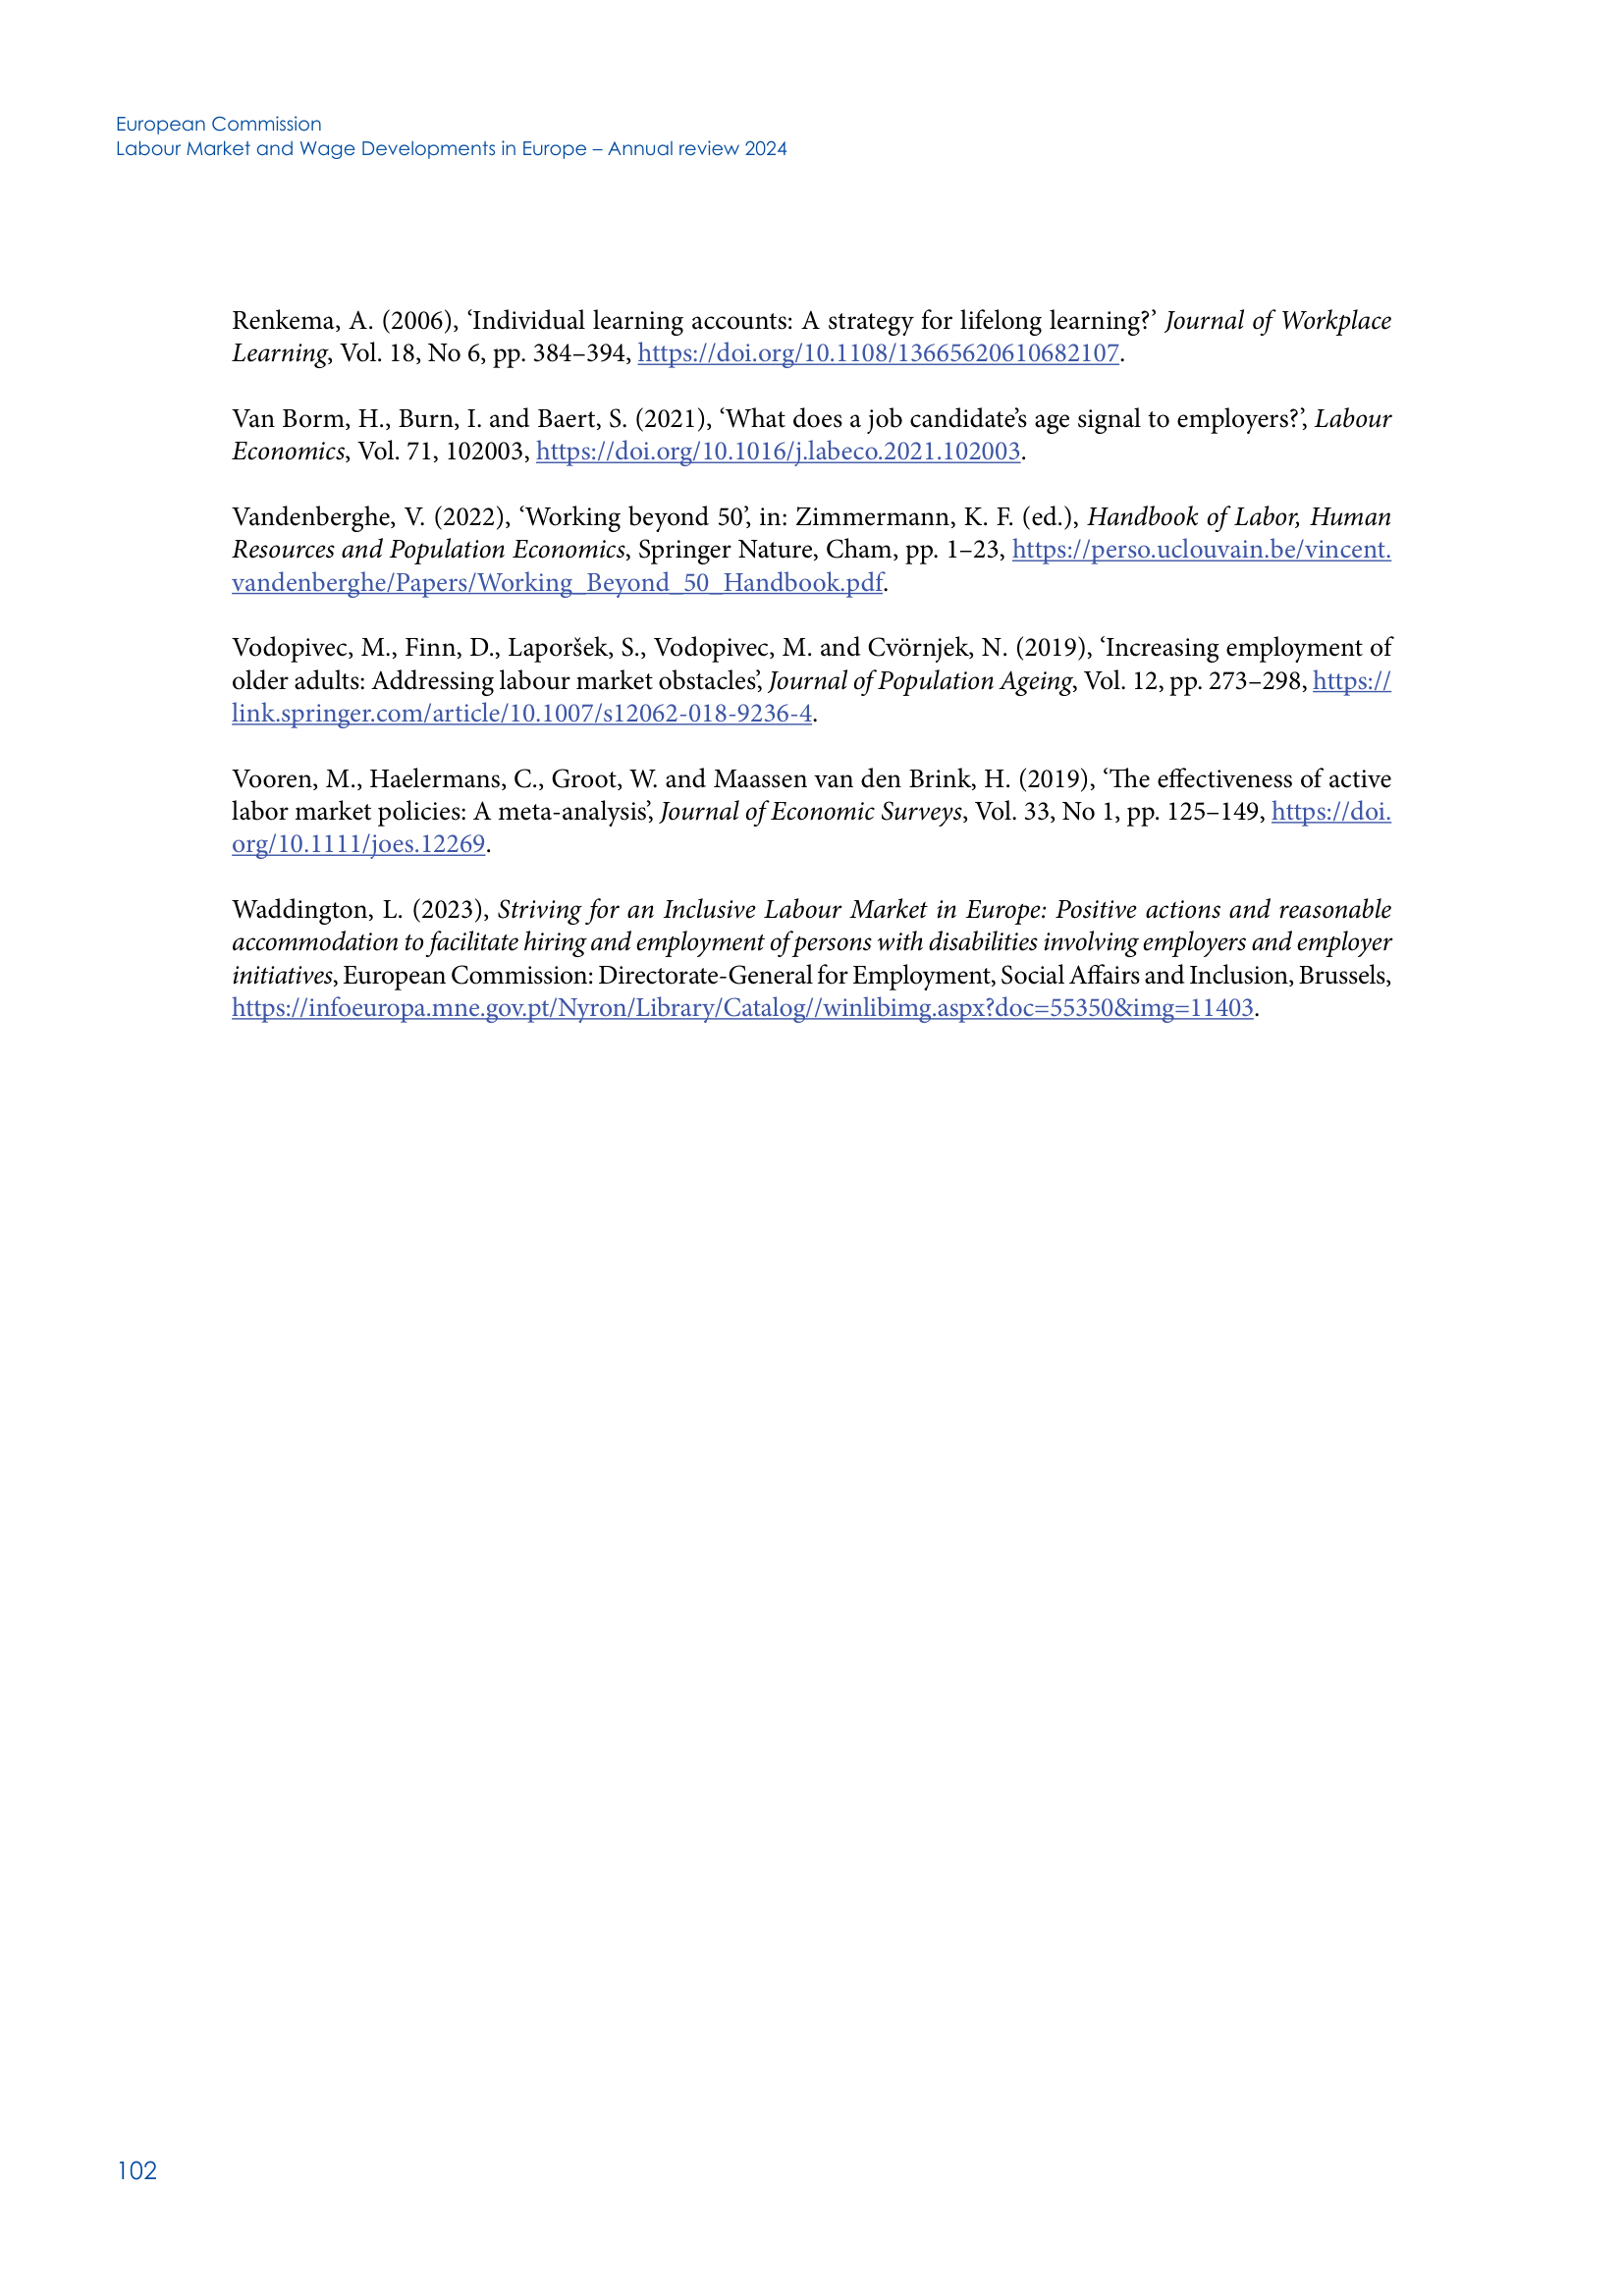 European Commission
Labour Market and Wage Developments in Europe – Annual review 2024
Renkema, A. (2006), ‘Individual learning accounts: A strategy for lifelong learning?’ Journal of Workplace
Learning, Vol. 18, No 6, pp. 384–394, https://doi.org/10.1108/13665620610682107.
Van Borm, H., Burn, I. and Baert, S. (2021), ‘What does a job candidate’s age signal to employers?’, Labour
Economics, Vol. 71, 102003, https://doi.org/10.1016/j.labeco.2021.102003.
Vandenberghe, V. (2022), ‘Working beyond 50’, in: Zimmermann, K. F. (ed.), Handbook of Labor, Human
Resources and Population Economics, Springer Nature, Cham, pp. 1–23, https://perso.uclouvain.be/vincent.
vandenberghe/Papers/Working_Beyond_50_Handbook.pdf.
Vodopivec, M., Finn, D., Laporšek, S., Vodopivec, M. and Cvörnjek, N. (2019), ‘Increasing employment of
older adults: Addressing labour market obstacles’, Journal of Population Ageing, Vol. 12, pp. 273–298, https://
link.springer.com/article/10.1007/s12062-018-9236-4.
Vooren, M., Haelermans, C., Groot, W. and Maassen van den Brink, H. (2019), ‘The effectiveness of active
labor market policies: A meta-analysis’, Journal of Economic Surveys, Vol. 33, No 1, pp. 125–149, https://doi.
org/10.1111/joes.12269.
Waddington, L. (2023), Striving for an Inclusive Labour Market in Europe: Positive actions and reasonable
accommodation to facilitate hiring and employment of persons with disabilities involving employers and employer
initiatives, European Commission: Directorate-General for Employment, Social Affairs and Inclusion, Brussels,
https://infoeuropa.mne.gov.pt/Nyron/Library/Catalog//winlibimg.aspx?doc=55350&img=11403.
102